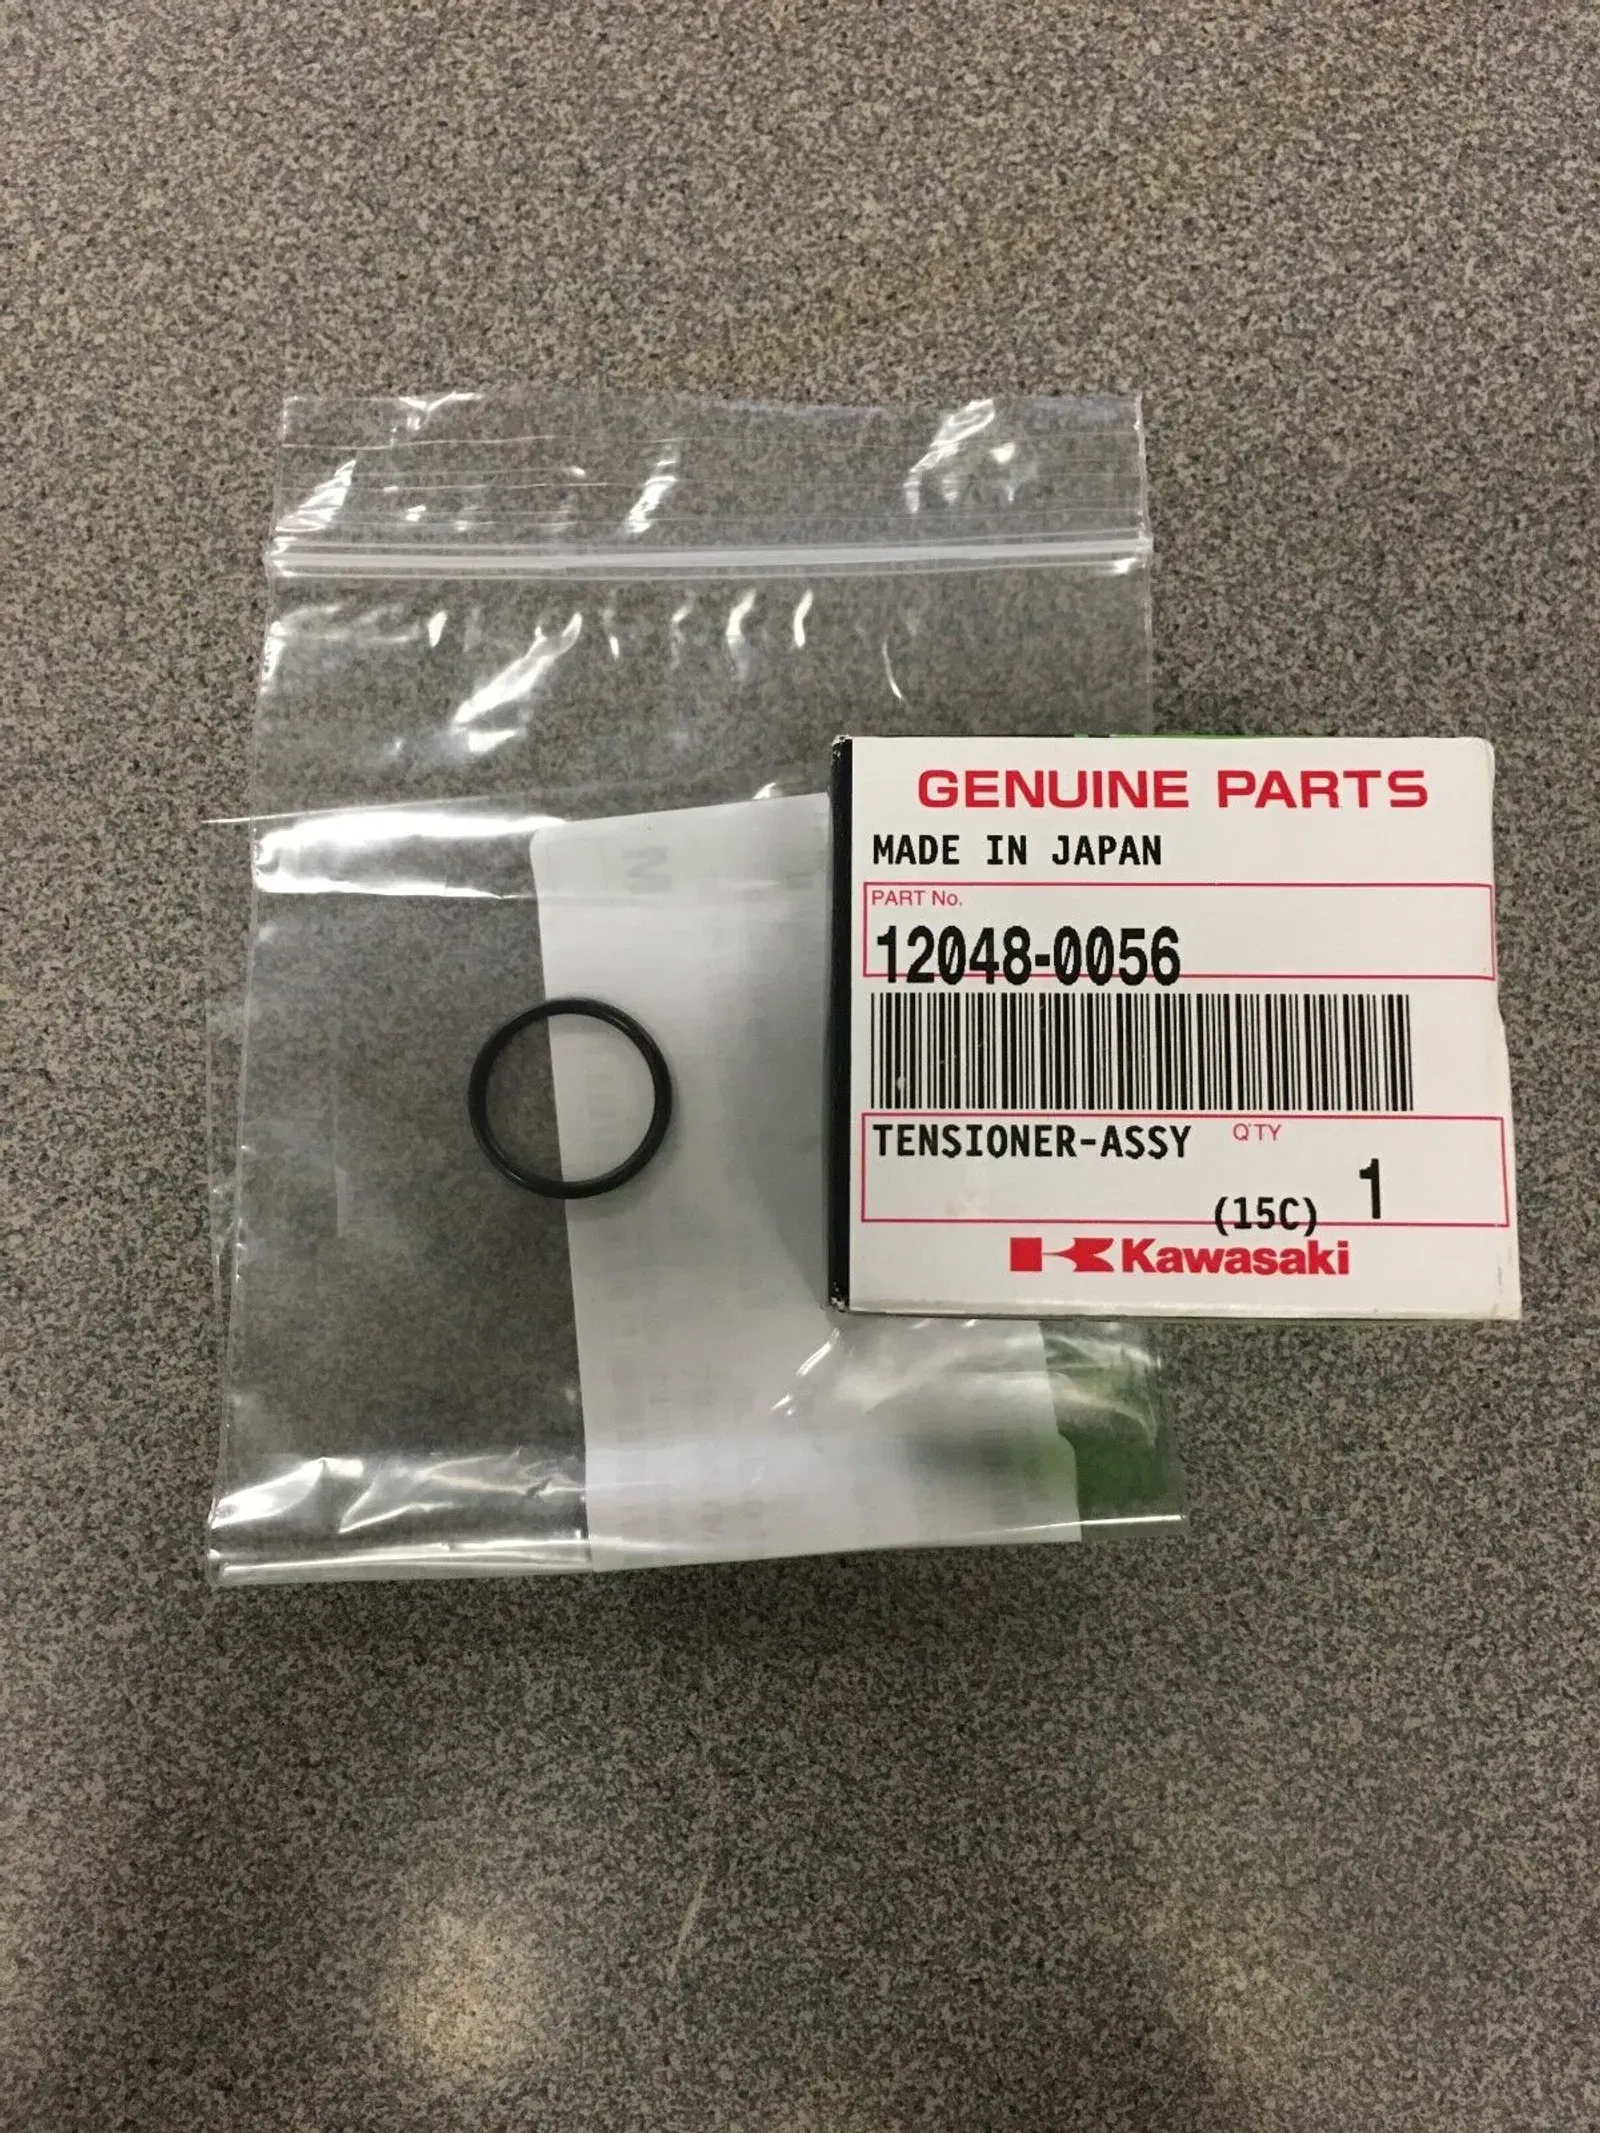 GENUINE PARTS
MADE IN JAPAN
PART No.
12048-0056
TENSIONER-ASSY
Q'TY
(15C)
1
Kawasaki